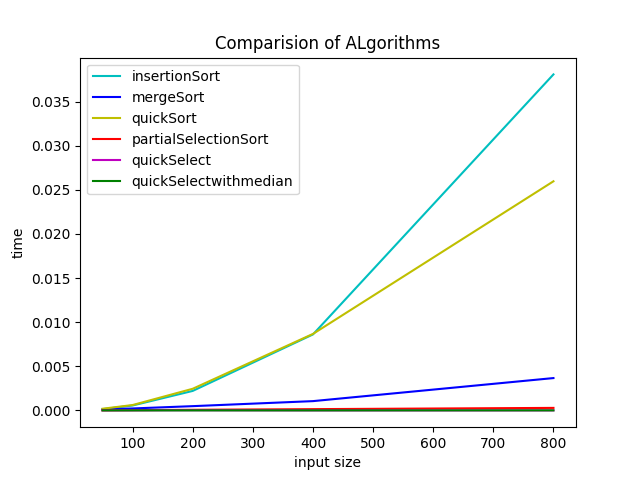 Comparision of ALgorithms
insertionSort
mergeSort
quickSort
partialSelectionSort
quickSelect
quickSelectwithmedian
0.035
0.030
0.025
0.020
0.015
0.010
0.005
0.000
time
100 200 300 400 500 600 700 800
input size